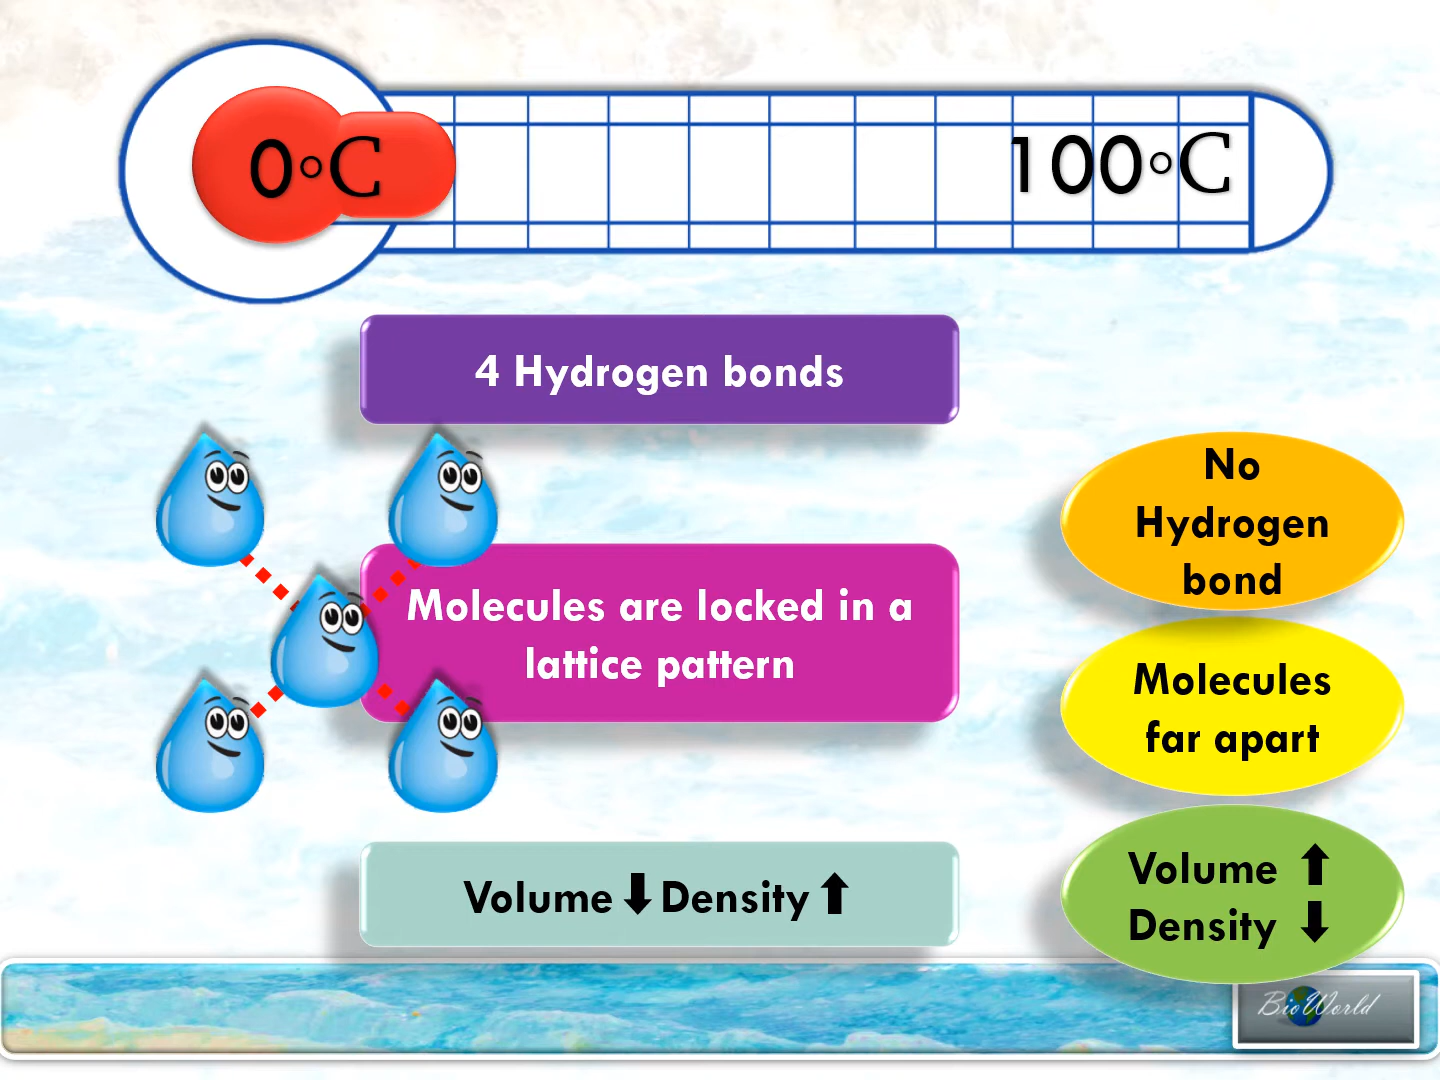 0°C
100°C
4 Hydrogen bonds
Molecules are locked in a
lattice pattern
Volume ⬇ Density ⬆
No
Hydrogen
bond
Molecules
far apart
Volume ⬆
Density ⬇
BioWorld